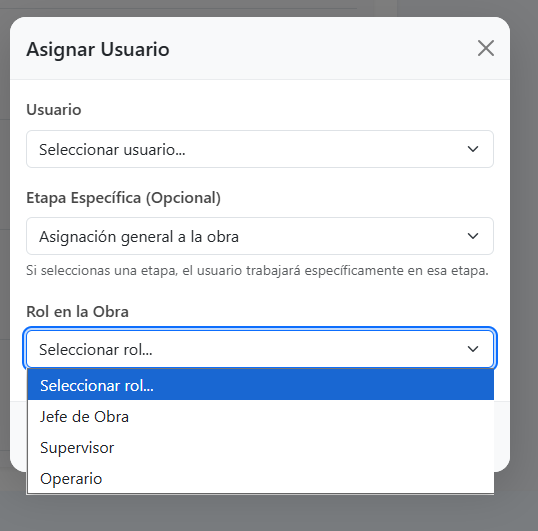 Asignar Usuario
Usuario
Seleccionar usuario...
Etapa Específica (Opcional)
Asignación general a la obra
Si seleccionas una etapa, el usuario trabajará específicamente en esa etapa.
Rol en la Obra
Seleccionar rol...
Seleccionar rol...
Jefe de Obra
Supervisor
Operario